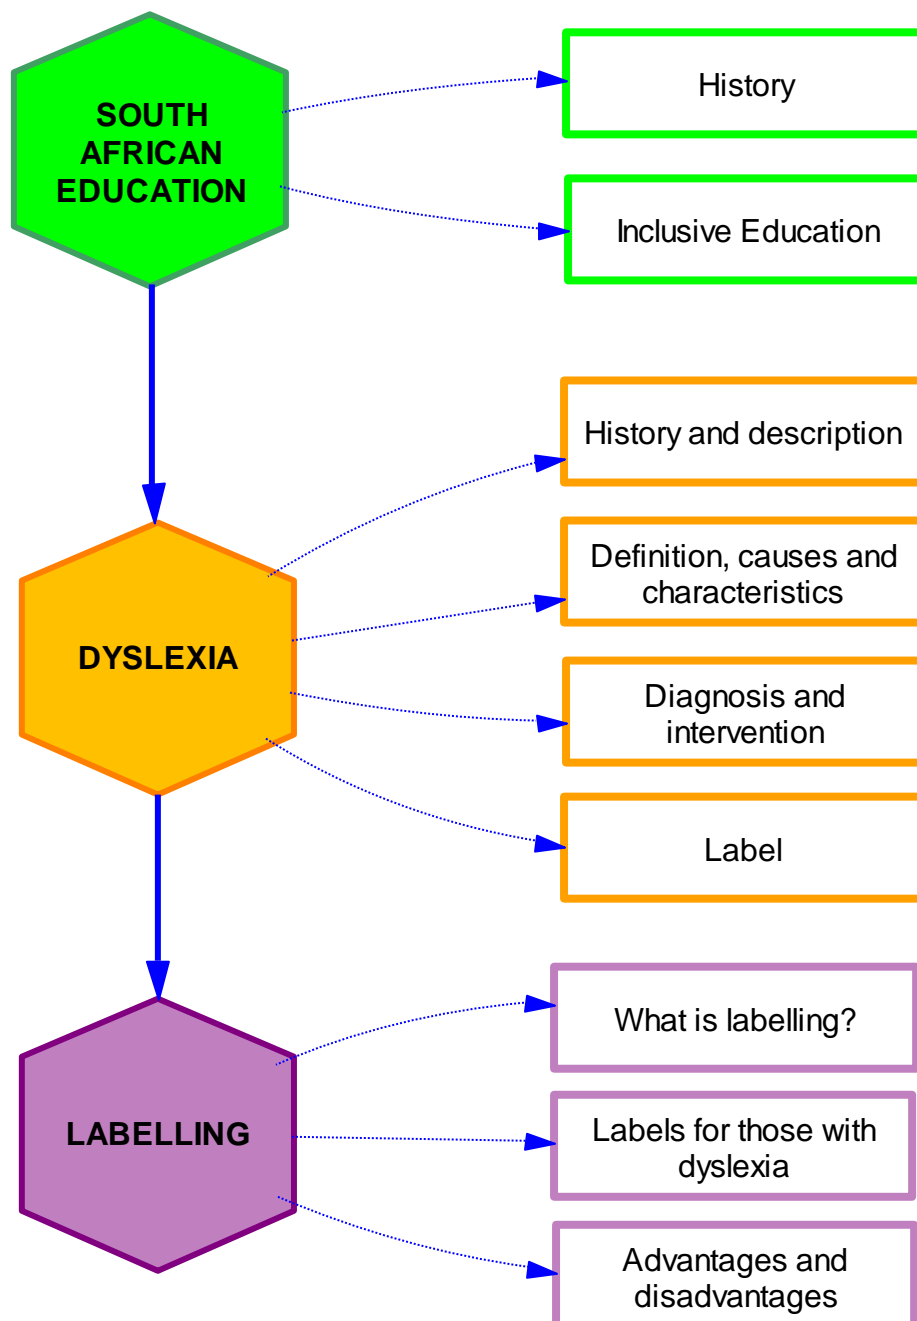 SOUTH
AFRICAN
EDUCATION
History
Inclusive Education
DYSLEXIA
History and description
Definition, causes and
characteristics
Diagnosis and
intervention
Label
LABELLING
What is labelling?
Labels for those with
dyslexia
Advantages and
disadvantages